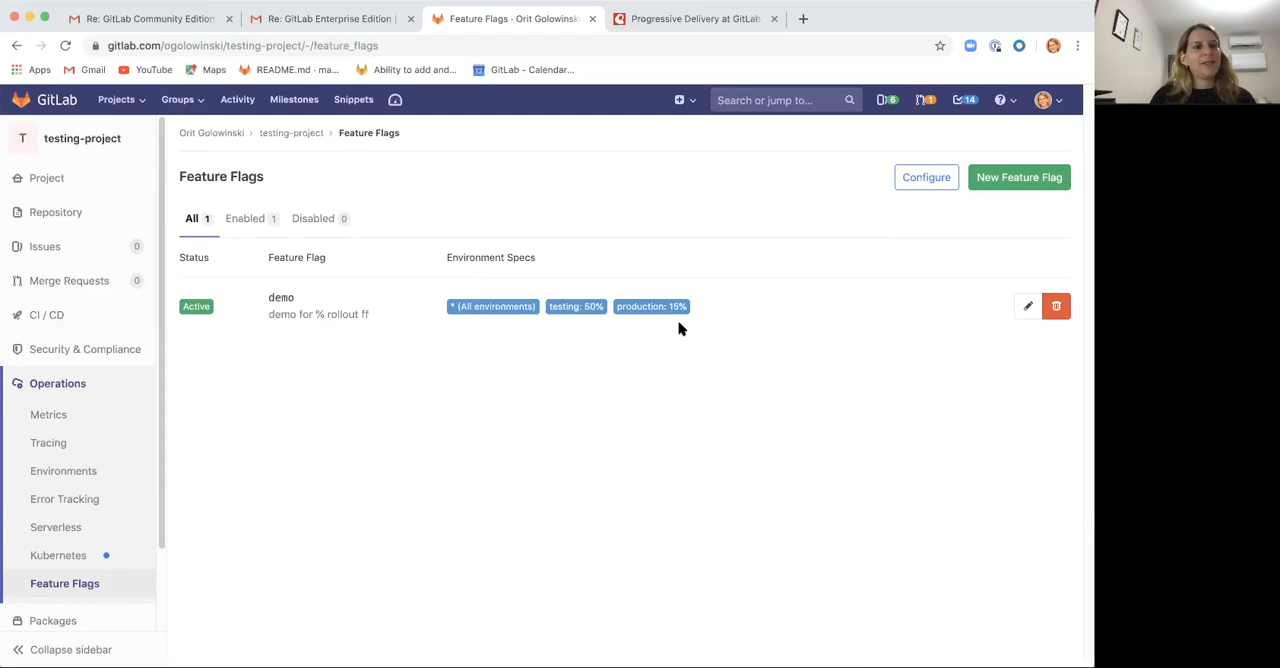 Re: GitLab Community Edition
Re: GitLab Enterprise Edition |
Feature Flags · Orit Golowinski
Progressive Delivery at GitLab
gitlab.com/ogolowinski/testing-project/-/feature_flags
Apps
Gmail
YouTube
Maps
README.md · ma...
Ability to add and...
GitLab - Calendar...
GitLab
Projects
Groups
Activity
Milestones
Snippets
Search or jump to...
6
1
14
T
testing-project
Orit Golowinski > testing-project > Feature Flags
Project
Repository
Issues 0
Merge Requests 0
CI / CD
Security & Compliance
Operations
Metrics
Tracing
Environments
Error Tracking
Serverless
Kubernetes
Feature Flags
Packages
Collapse sidebar
Feature Flags
Configure
New Feature Flag
All 1
Enabled 1
Disabled 0
Status
Feature Flag
Environment Specs
Active
demo
demo for % rollout ff
* (All environments)
testing: 50%
production: 15%